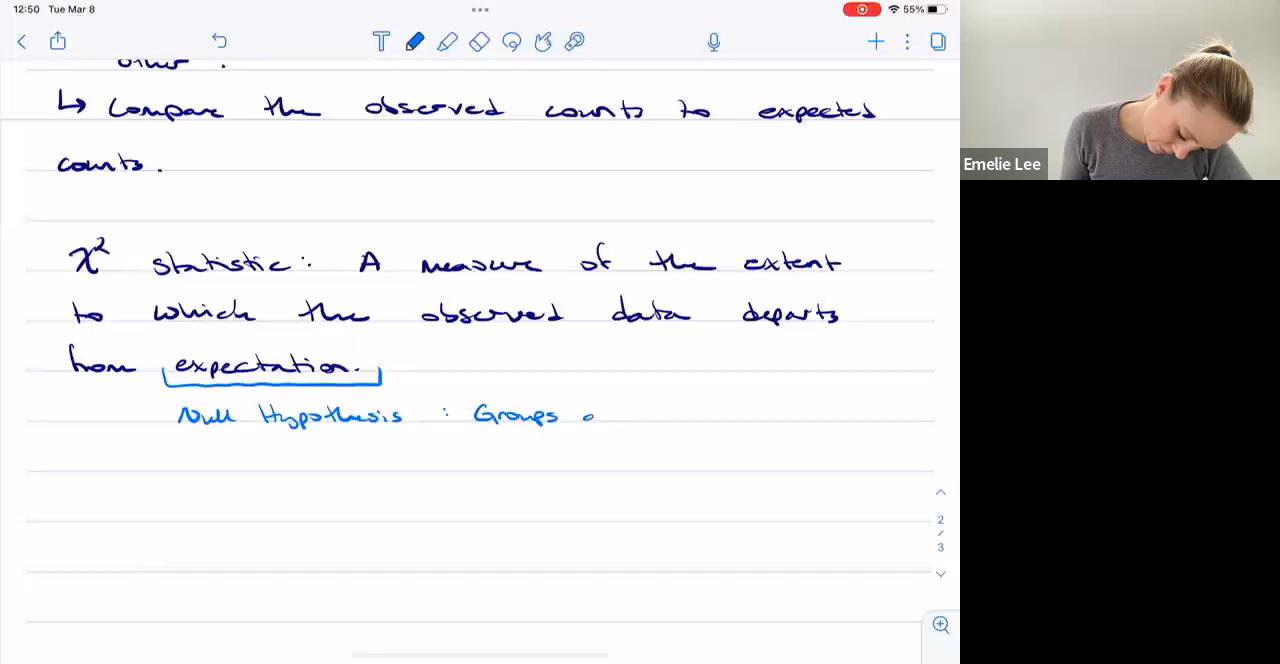 12:50 Tue Mar 8
55%
other.
↳ Compare the observed counts to expected
counts.
χ² statistic: A measure of the extent
to which the observed data departs
from expectation.
Null Hypothesis : Groups
2
/
3
Emelie Lee